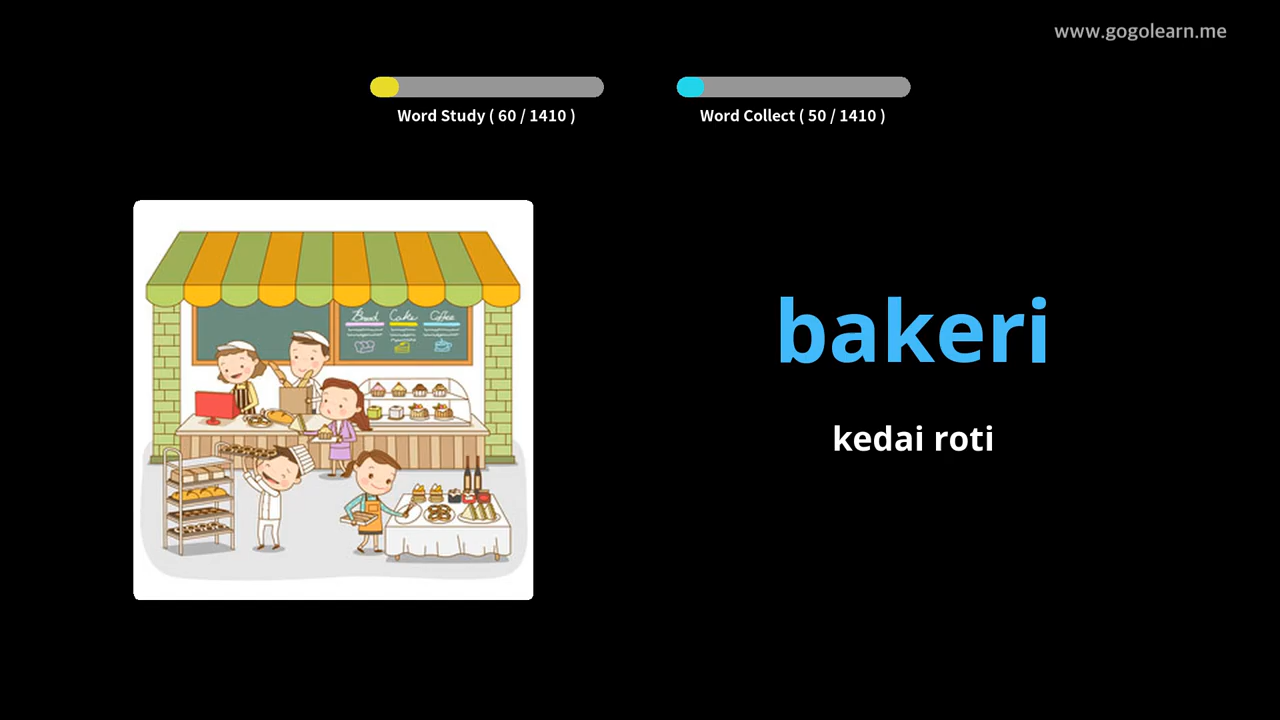 www.gogolearn.me
Word Study ( 60 / 1410 )
Word Collect ( 50 / 1410 )
Bread Cake Coffee
bakeri
kedai roti